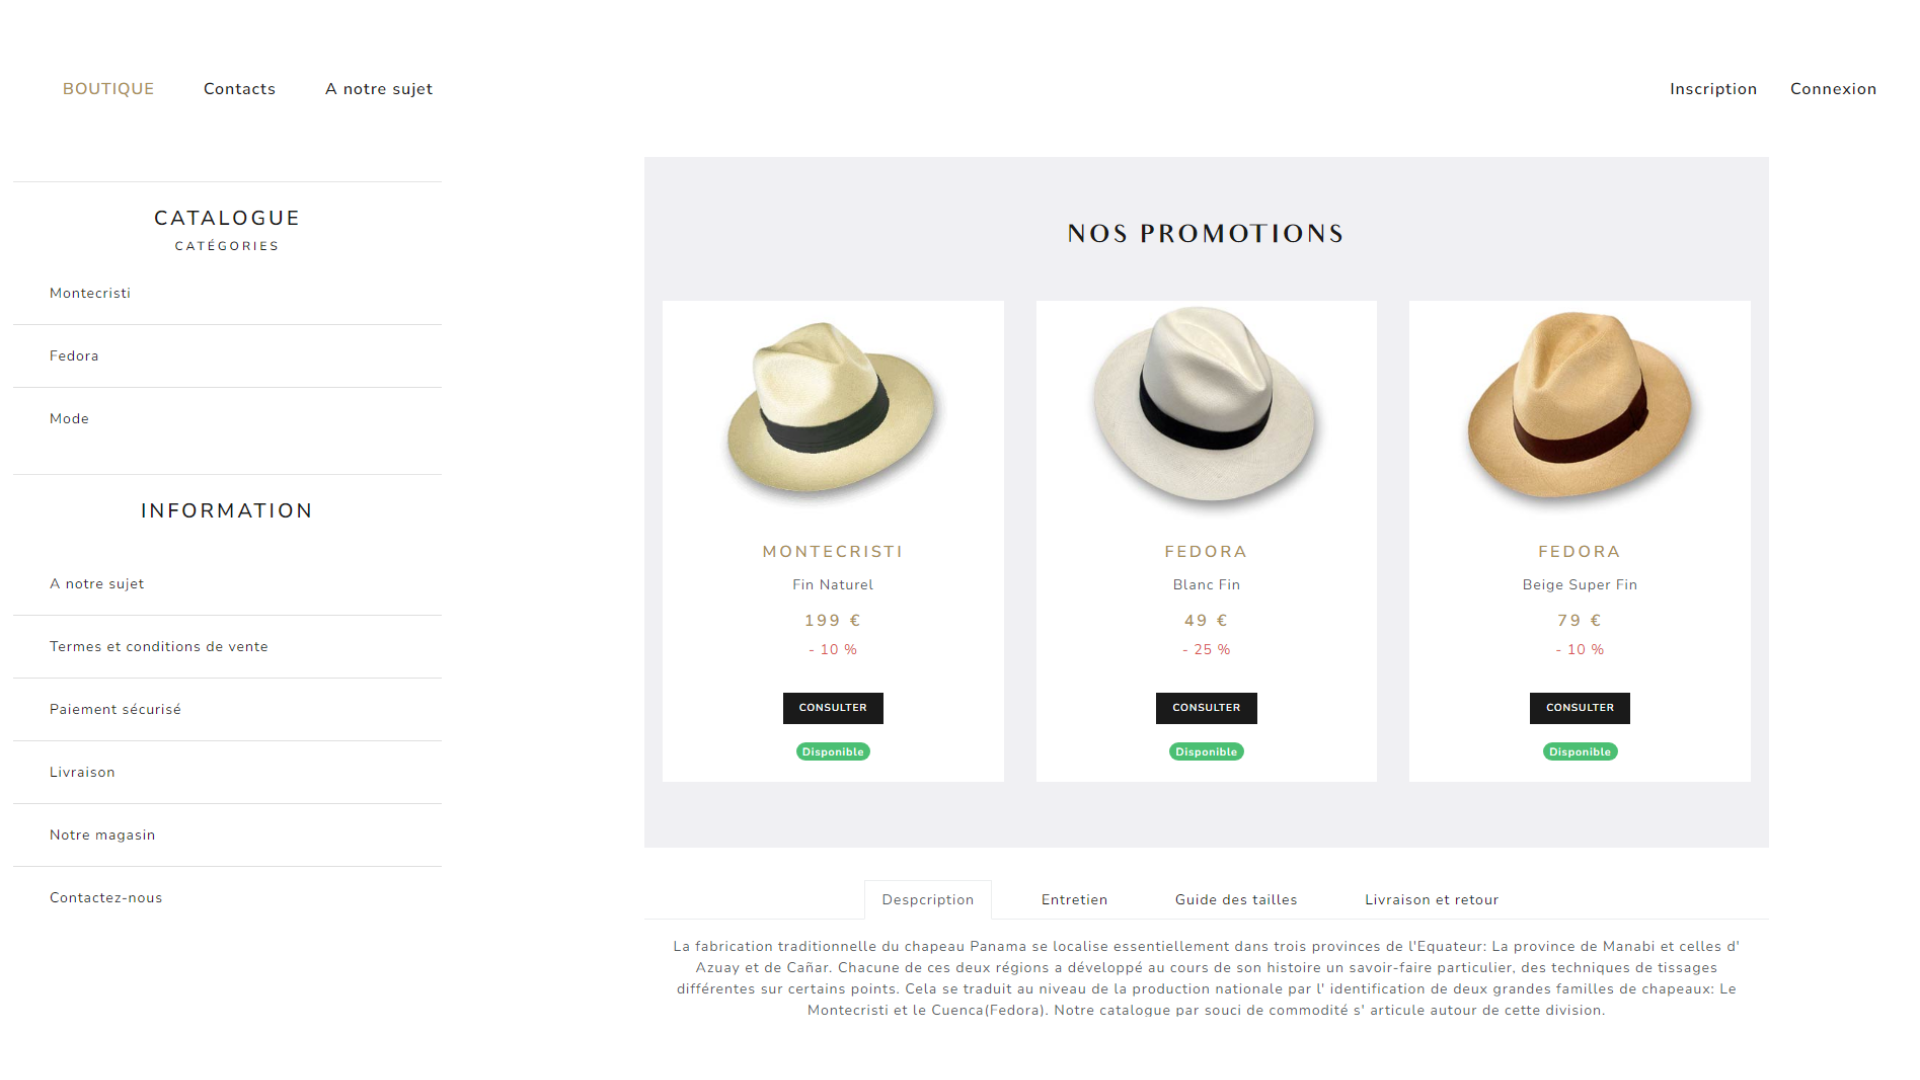 BOUTIQUE Contacts A notre sujet Inscription Connexion
CATALOGUE
CATÉGORIES
Montecristi
Fedora
Mode
INFORMATION
A notre sujet
Termes et conditions de vente
Paiement sécurisé
Livraison
Notre magasin
Contactez-nous
NOS PROMOTIONS
MONTECRISTI
Fin Naturel
199 €
- 10 %
CONSULTER
Disponible
FEDORA
Blanc Fin
49 €
- 25 %
CONSULTER
Disponible
FEDORA
Beige Super Fin
79 €
- 10 %
CONSULTER
Disponible
Despcription Entretien Guide des tailles Livraison et retour
La fabrication traditionnelle du chapeau Panama se localise essentiellement dans trois provinces de l'Equateur: La province de Manabi et celles d'
Azuay et de Cañar. Chacune de ces deux régions a développé au cours de son histoire un savoir-faire particulier, des techniques de tissages
différentes sur certains points. Cela se traduit au niveau de la production nationale par l' identification de deux grandes familles de chapeaux: Le
Montecristi et le Cuenca(Fedora). Notre catalogue par souci de commodité s' articule autour de cette division.